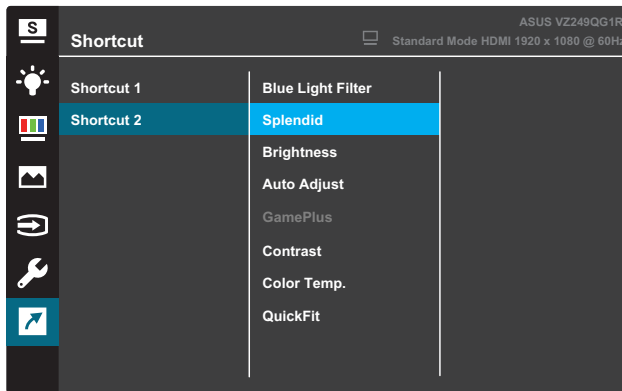 S
ASUS VZ249QG1R
Shortcut
Standard Mode HDMI 1920 x 1080 @ 60Hz
Shortcut 1
Shortcut 2
Blue Light Filter
Splendid
Brightness
Auto Adjust
GamePlus
Contrast
Color Temp.
QuickFit